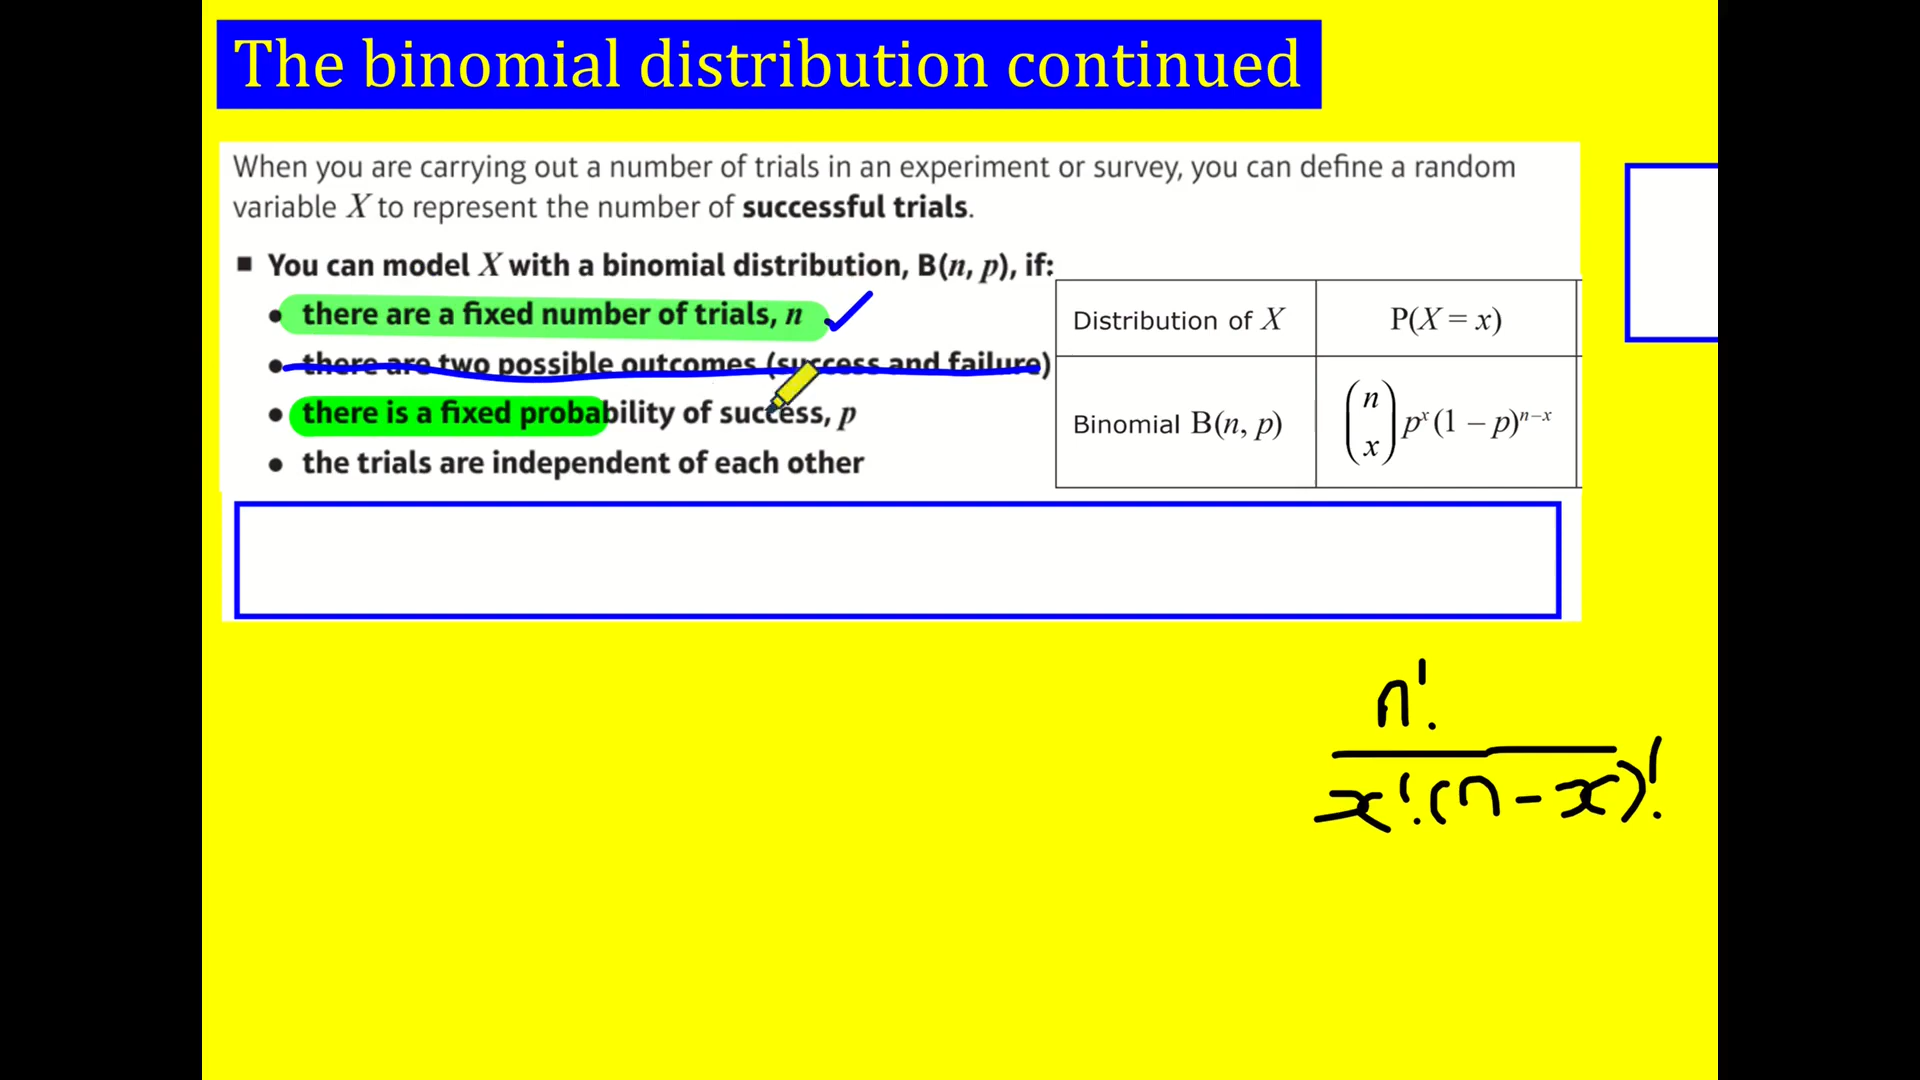 The binomial distribution continued
When you are carrying out a number of trials in an experiment or survey, you can define a random
variable X to represent the number of successful trials.
■ You can model X with a binomial distribution, B(n, p), if:
• there are a fixed number of trials, n ✓
• there are two possible outcomes (success and failure)
• there is a fixed probability of success, p
• the trials are independent of each other
Distribution of X P(X = x)
Binomial B(n, p) (n x) pˣ(1 − p)ⁿ⁻ˣ
n!
x!(n-x)!